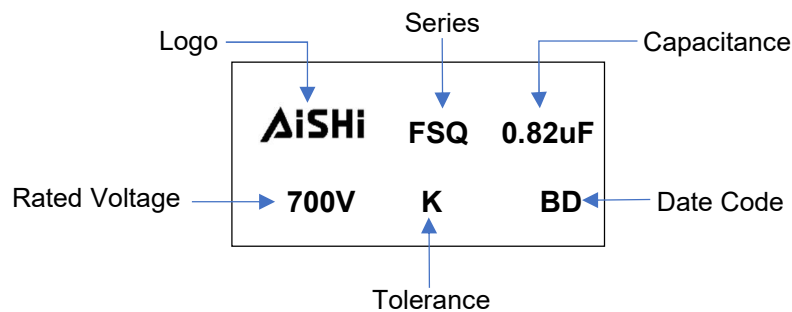 Series
Logo
Capacitance
AiSHi FSQ 0.82uF
Rated Voltage 700V K BD Date Code
Tolerance